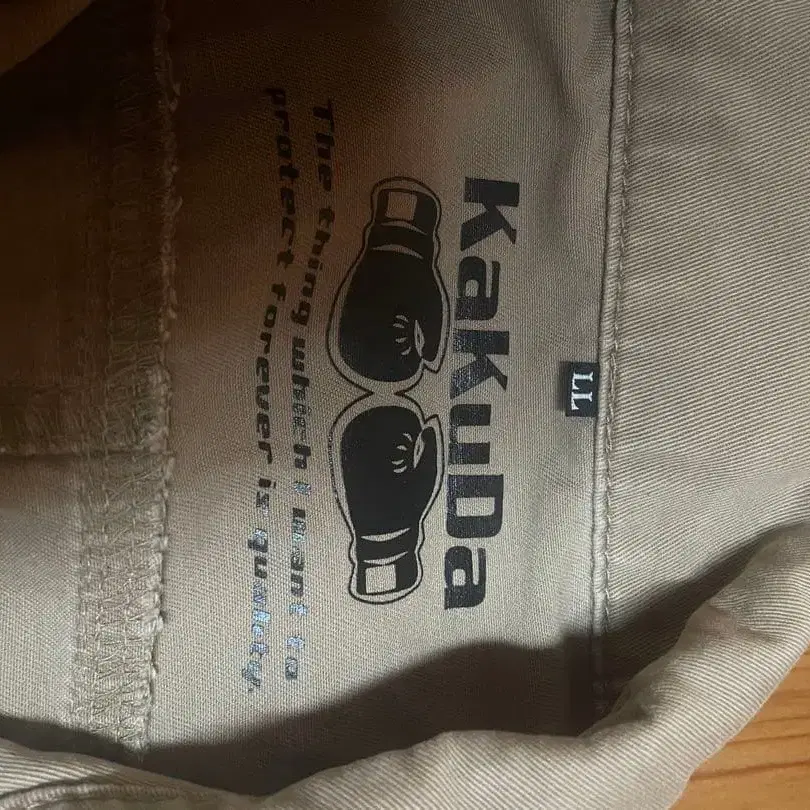 LL
KaKuDa
The thing which I want to
protect forever is quality.